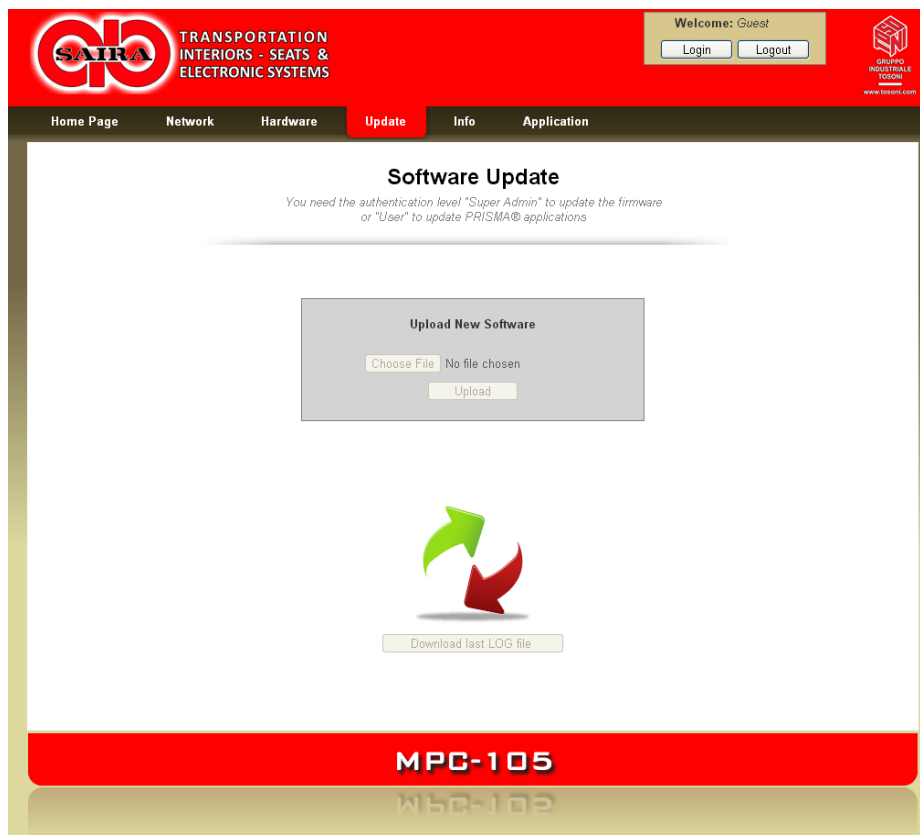 SAIRA
TRANSPORTATION
INTERIORS - SEATS &
ELECTRONIC SYSTEMS
Welcome: Guest
Login Logout
GRUPPO
INDUSTRIALE
TOSONI
www.tosoni.com
Home Page Network Hardware Update Info Application
Software Update
You need the authentication level "Super Admin" to update the firmware
or "User" to update PRISMA® applications
Upload New Software
Choose File No file chosen
Upload
Download last LOG file
MPC-105